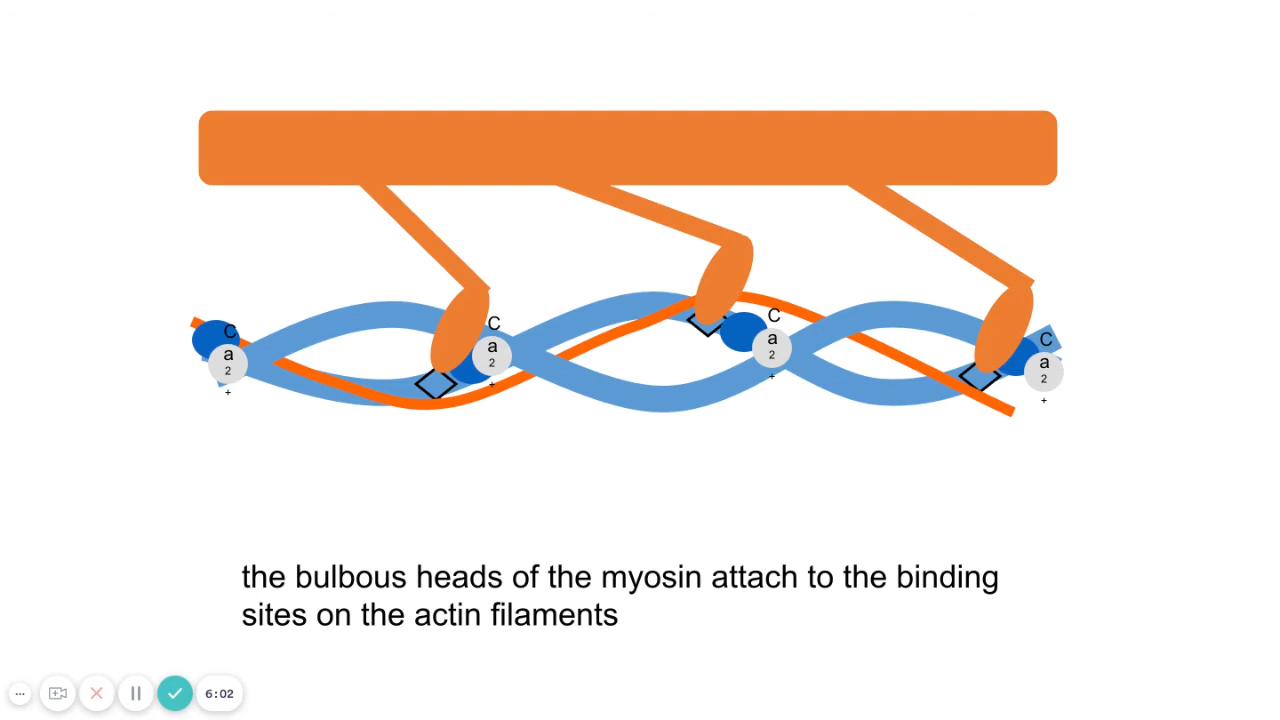 C
a
2
+
C
a
2
+
C
a
2
+
C
a
2
+
the bulbous heads of the myosin attach to the binding
sites on the actin filaments
... 
6:02